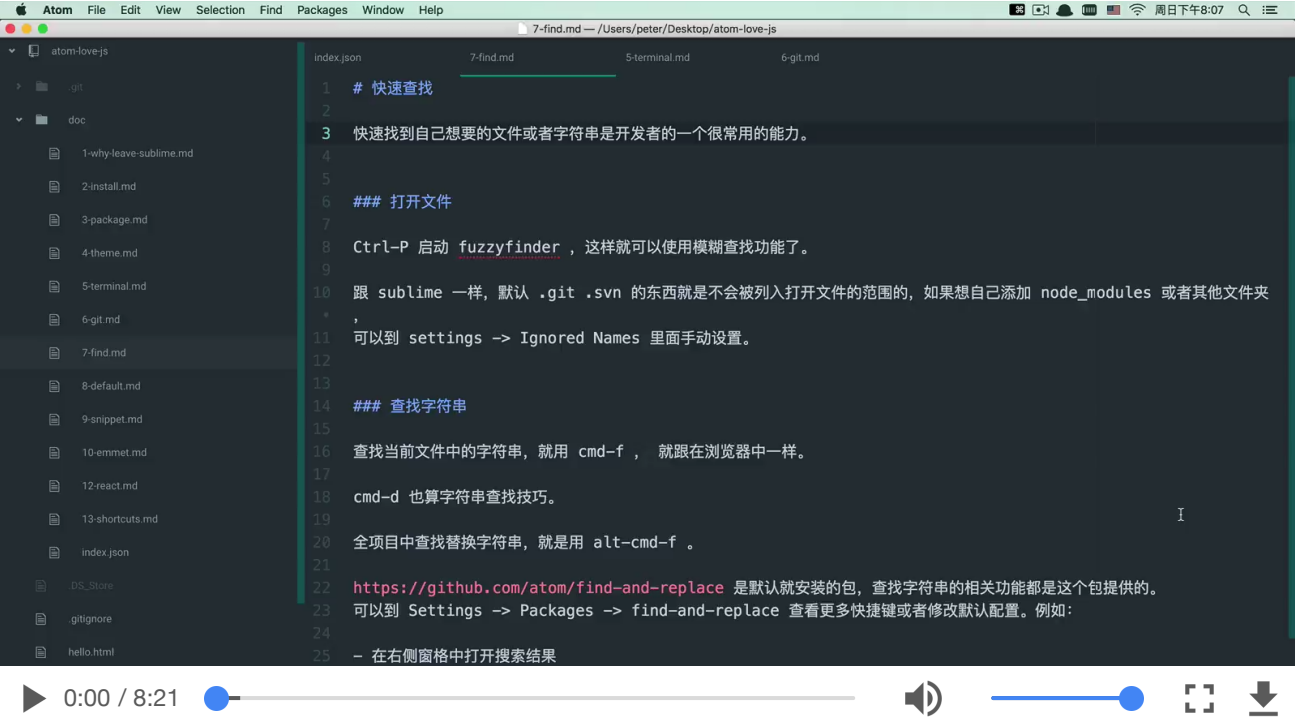 Atom File Edit View Selection Find Packages Window Help 周日下午8:07
7-find.md — /Users/peter/Desktop/atom-love-js
atom-love-js
.git
doc
1-why-leave-sublime.md
2-install.md
3-package.md
4-theme.md
5-terminal.md
6-git.md
7-find.md
8-default.md
9-snippet.md
10-emmet.md
12-react.md
13-shortcuts.md
index.json
.DS_Store
.gitignore
hello.html
index.json 7-find.md 5-terminal.md 6-git.md
1 # 快速查找
2
3 快速找到自己想要的文件或者字符串是开发者的一个很常用的能力。
4
5
6 ### 打开文件
7
8 Ctrl-P 启动 fuzzyfinder ，这样就可以使用模糊查找功能了。
9
10 跟 sublime 一样，默认 .git .svn 的东西就是不会被列入打开文件的范围的，如果想自己添加 node_modules 或者其他文件夹
• ，
11 可以到 settings -> Ignored Names 里面手动设置。
12
13
14 ### 查找字符串
15
16 查找当前文件中的字符串，就用 cmd-f ， 就跟在浏览器中一样。
17
18 cmd-d 也算字符串查找技巧。
19
20 全项目中查找替换字符串，就是用 alt-cmd-f 。
21
22 https://github.com/atom/find-and-replace 是默认就安装的包，查找字符串的相关功能都是这个包提供的。
23 可以到 Settings -> Packages -> find-and-replace 查看更多快捷键或者修改默认配置。例如：
24
25 - 在右侧窗格中打开搜索结果
0:00 / 8:21